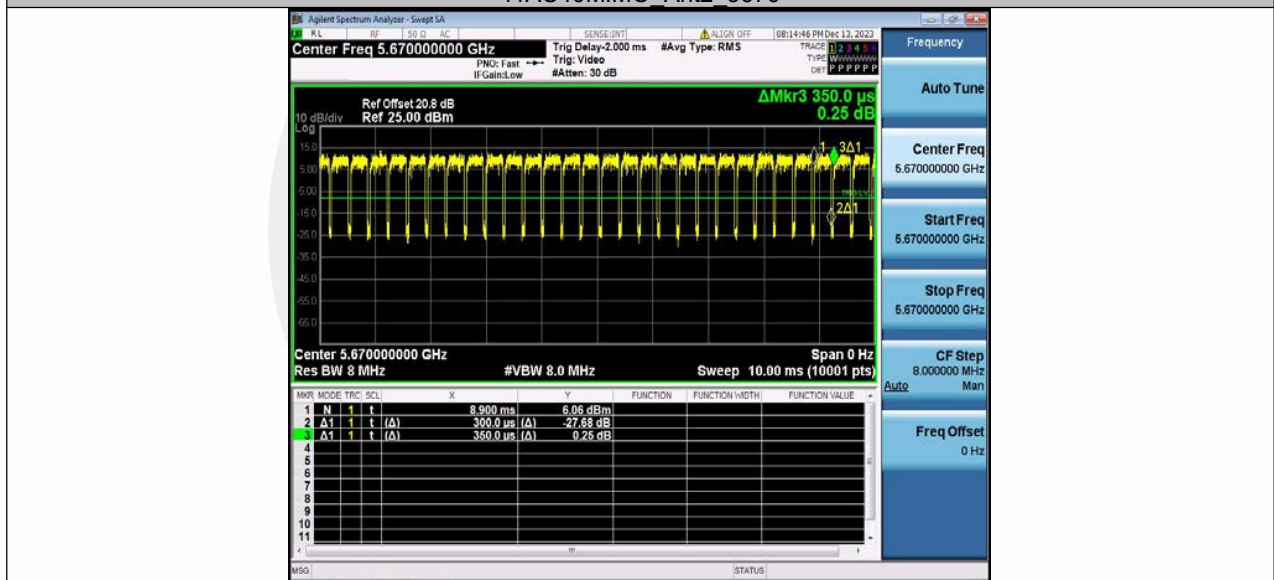 11AC40MIMO_Ant2_5670
Agilent Spectrum Analyzer - Swept SA
RL RF 50 Ω AC SENSE:INT ALIGN OFF 08:14:46 PM Dec 13, 2023
Center Freq 5.670000000 GHz
Trig Delay-2.000 ms #Avg Type: RMS
TRACE 1 2 3 4 5 6
PNO: Fast Trig: Video
TYPE W
IFGain:Low #Atten: 30 dB
DET P P P P P P
Frequency
Auto Tune
ΔMkr3 350.0 µs
0.25 dB
Ref Offset 20.8 dB
10 dB/div Ref 25.00 dBm
Log
15.0
5.00
-5.00
-15.0
-25.0
-35.0
-45.0
-55.0
-65.0
1 3Δ1
TRIG LVL
2Δ1
Center Freq
5.670000000 GHz
Start Freq
5.670000000 GHz
Stop Freq
5.670000000 GHz
Center 5.670000000 GHz Span 0 Hz
Res BW 8 MHz #VBW 8.0 MHz Sweep 10.00 ms (10001 pts)
CF Step
8.000000 MHz
Auto Man
MKR MODE TRC SCL X Y FUNCTION FUNCTION WIDTH FUNCTION VALUE
1 N 1 t 8.900 ms 6.06 dBm
2 Δ1 1 t (Δ) 300.0 µs (Δ) -27.68 dB
3 Δ1 1 t (Δ) 350.0 µs (Δ) 0.25 dB
4
5
6
7
8
9
10
11
Freq Offset
0 Hz
MSG STATUS